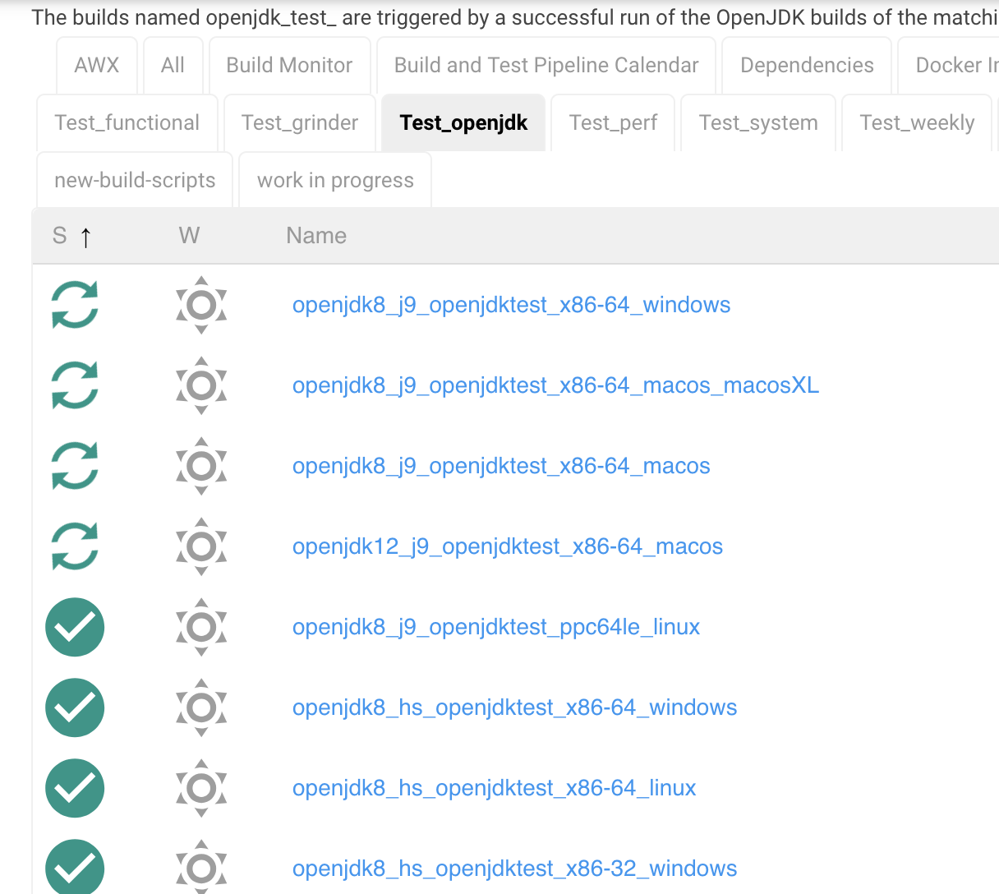 The builds named openjdk_test_ are triggered by a successful run of the OpenJDK builds of the
AWX All Build Monitor Build and Test Pipeline Calendar Dependencies Docker
Test_functional Test_grinder Test_openjdk Test_perf Test_system Test_weekly
new-build-scripts work in progress
S ↑ W Name
openjdk8_j9_openjdktest_x86-64_windows
openjdk8_j9_openjdktest_x86-64_macos_macosXL
openjdk8_j9_openjdktest_x86-64_macos
openjdk12_j9_openjdktest_x86-64_macos
openjdk8_j9_openjdktest_ppc64le_linux
openjdk8_hs_openjdktest_x86-64_windows
openjdk8_hs_openjdktest_x86-64_linux
openjdk8_hs_openjdktest_x86-32_windows